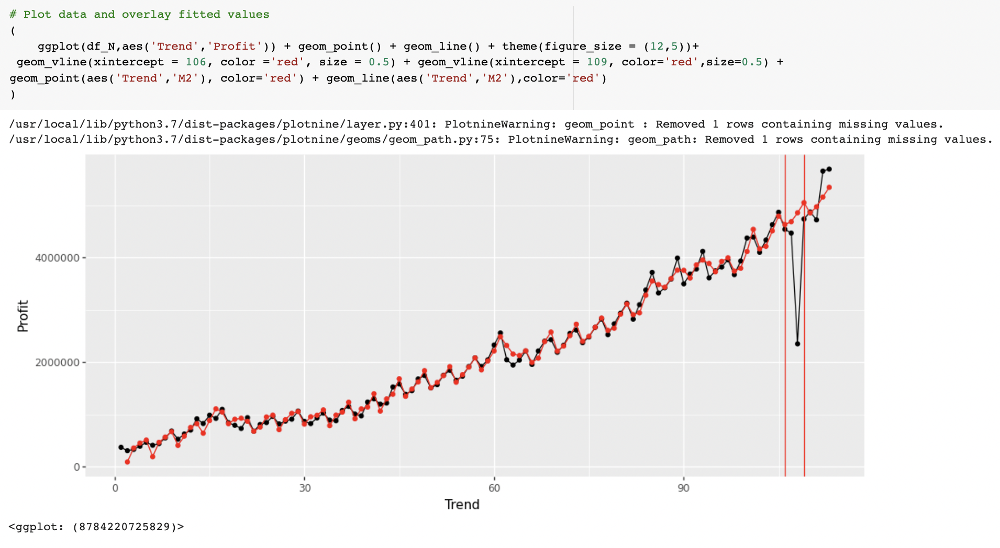 # Plot data and overlay fitted values
(
    ggplot(df_N,aes('Trend','Profit')) + geom_point() + geom_line() + theme(figure_size = (12,5))+
 geom_vline(xintercept = 106, color ='red', size = 0.5) + geom_vline(xintercept = 109, color='red',size=0.5) +
geom_point(aes('Trend','M2'), color='red') + geom_line(aes('Trend','M2'),color='red')
)
/usr/local/lib/python3.7/dist-packages/plotnine/layer.py:401: PlotnineWarning: geom_point : Removed 1 rows containing missing values.
/usr/local/lib/python3.7/dist-packages/plotnine/geoms/geom_path.py:75: PlotnineWarning: geom_path: Removed 1 rows containing missing values.
4000000
Profit
2000000
0
0 30 60 90
Trend
<ggplot: (8784220725829)>